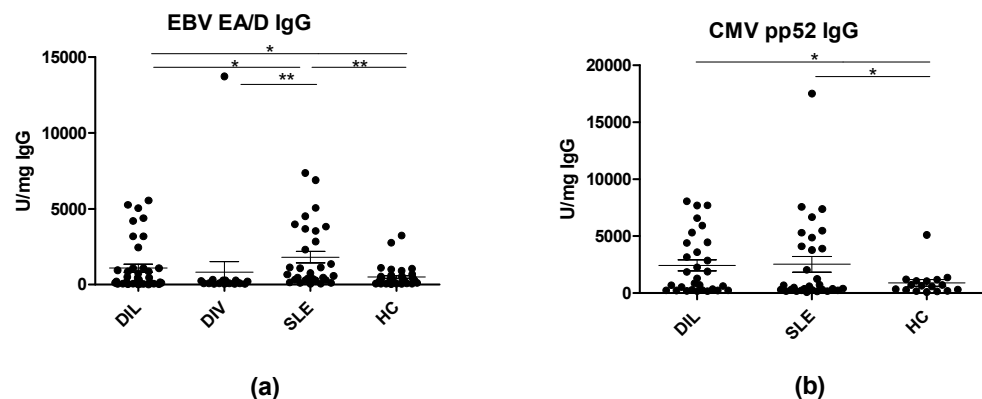 EBV EA/D IgG
*
*
**
**
15000
10000
5000
0
U/mg IgG
DIL
DIV
SLE
HC
(a)
CMV pp52 IgG
*
*
20000
15000
10000
5000
0
U/mg IgG
DIL
SLE
HC
(b)